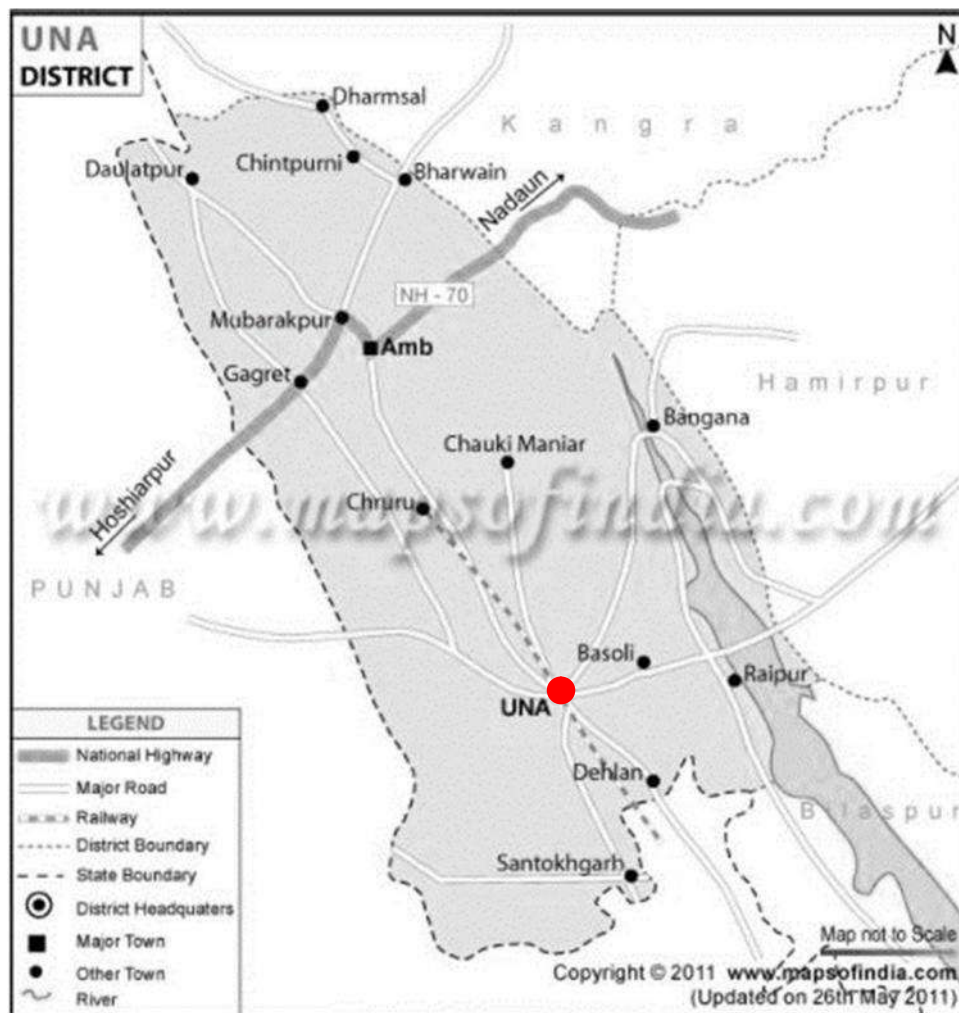 UNA
DISTRICT
N
Dharmsal
Kangra
Chintpurni
Daulatpur
Bharwain
Nadaun
NH - 70
Mubarakpur
Amb
Gagret
Hamirpur
Bangana
Chauki Maniar
Hoshiarpur
Chruru
www.mapsofindia.com
PUNJAB
Basoli
Raipur
UNA
Dehlan
Bilaspur
Santokhgarh
LEGEND
National Highway
Major Road
Railway
District Boundary
State Boundary
District Headquaters
Major Town
Other Town
River
Map not to Scale
Copyright © 2011 www.mapsofindia.com
(Updated on 26th May 2011)